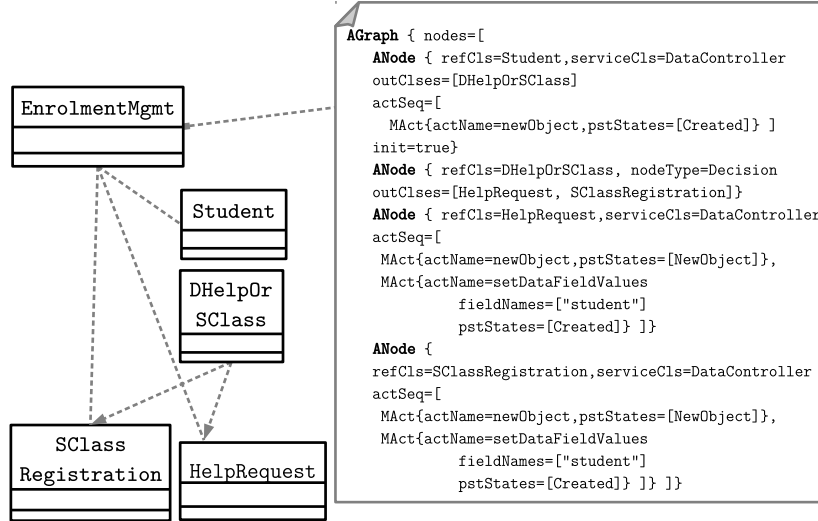 EnrolmentMgmt
Student
DHelpOr
SClass
SClass
Registration
HelpRequest
AGraph { nodes=[
ANode { refCls=Student,serviceCls=DataController
outClses=[DHelpOrSClass]
actSeq=[
MAct{actName=newObject,pstStates=[Created]} ]
init=true}
ANode { refCls=DHelpOrSClass, nodeType=Decision
outClses=[HelpRequest, SClassRegistration]}
ANode { refCls=HelpRequest,serviceCls=DataController
actSeq=[
MAct{actName=newObject,pstStates=[NewObject]},
MAct{actName=setDataFieldValues
fieldNames=["student"]
pstStates=[Created]} ]}
ANode {
refCls=SClassRegistration,serviceCls=DataController
actSeq=[
MAct{actName=newObject,pstStates=[NewObject]},
MAct{actName=setDataFieldValues
fieldNames=["student"]
pstStates=[Created]} ]} ]}